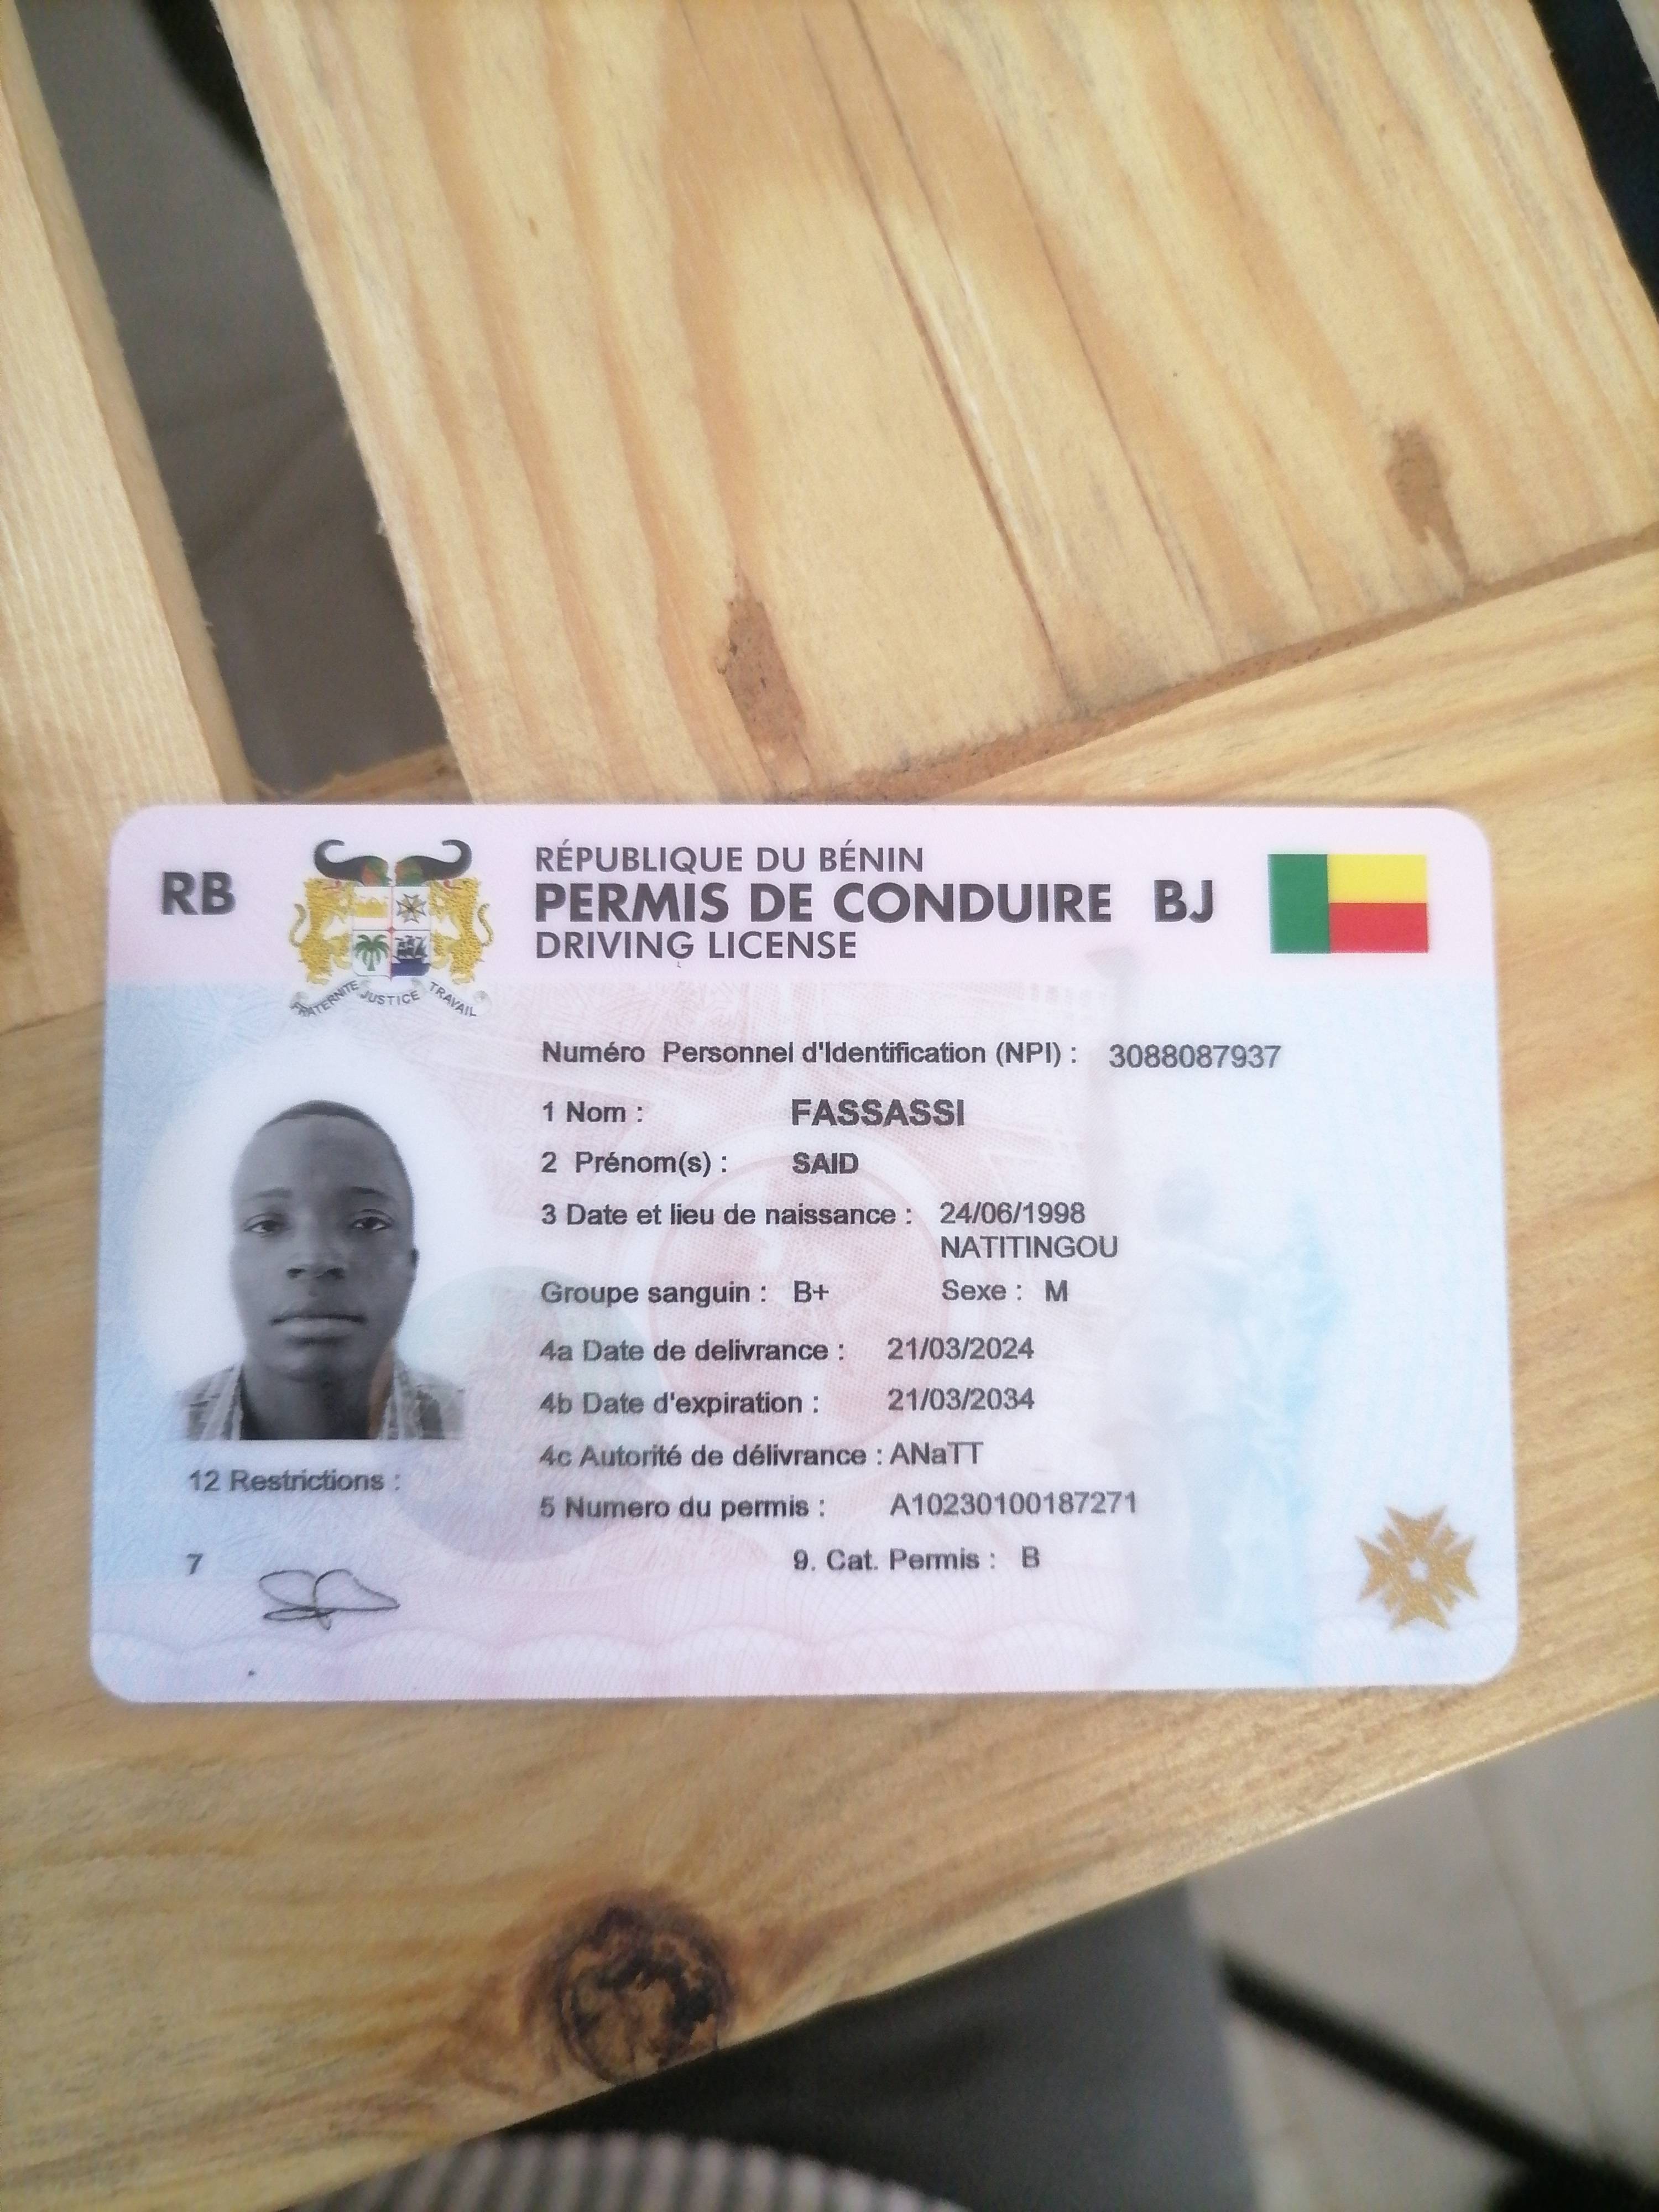 RB
RÉPUBLIQUE DU BÉNIN
PERMIS DE CONDUIRE BJ
DRIVING LICENSE
FRATERNITE JUSTICE TRAVAIL
Numéro Personnel d'Identification (NPI) : 3088087937
1 Nom : FASSASSI
2 Prénom(s) : SAID
3 Date et lieu de naissance : 24/06/1998
NATITINGOU
Groupe sanguin : B+ Sexe : M
4a Date de delivrance : 21/03/2024
4b Date d'expiration : 21/03/2034
4c Autorité de délivrance : ANaTT
12 Restrictions :
5 Numero du permis : A10230100187271
7
9. Cat. Permis : B